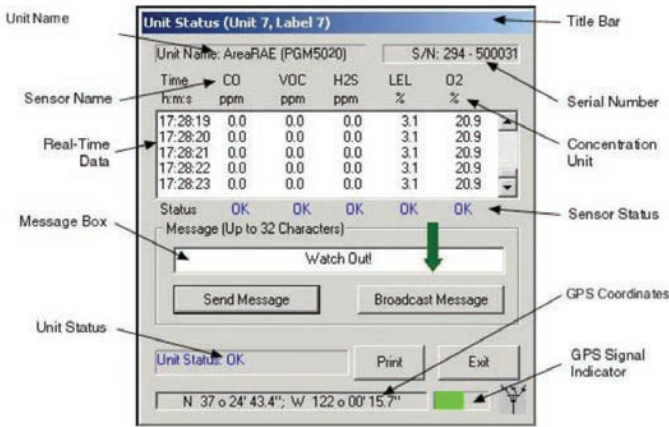 Unit Name
Unit Status (Unit 7, Label 7)
Title Bar
Unit Name: AreaRAE (PGM5020)
S/N: 294 - 500031
Sensor Name
Time CO VOC H2S LEL O2
h:m:s ppm ppm ppm % %
Serial Number
Real-Time
Data
17:28:19 0.0 0.0 0.0 3.1 20.9
17:28:20 0.0 0.0 0.0 3.1 20.9
17:28:21 0.0 0.0 0.0 3.1 20.9
17:28:22 0.0 0.0 0.0 3.1 20.9
17:28:23 0.0 0.0 0.0 3.1 20.9
Concentration
Unit
Status OK OK OK OK OK
Sensor Status
Message Box
Message (Up to 32 Characters)
Watch Out!
Send Message
Broadcast Message
GPS Coordinates
Unit Status
Unit Status: OK
Print
Exit
GPS Signal
Indicator
N 37 o 24' 43.4"; W 122 o 00' 15.7"